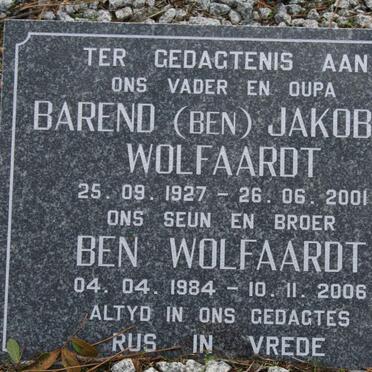 TER GEDAGTENIS AAN
ONS VADER EN OUPA
BAREND (BEN) JAKOB
WOLFAARDT
25. 09. 1927 - 26. 06. 2001
ONS SEUN EN BROER
BEN WOLFAARDT
04. 04. 1984 - 10. 11. 2006
ALTYD IN ONS GEDAGTES
RUS IN VREDE